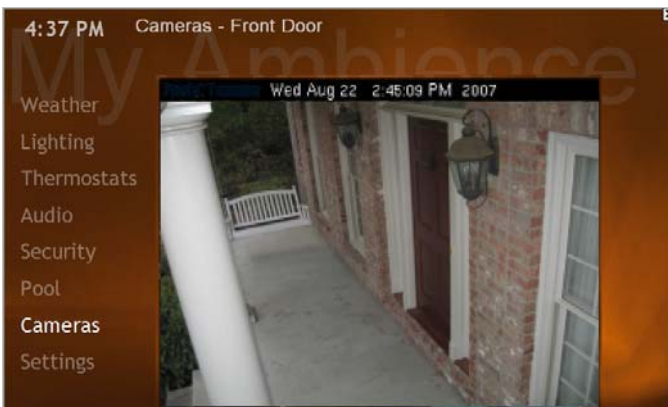 4:37 PM Cameras - Front Door
My Ambience
Wed Aug 22 2:45:09 PM 2007
Weather
Lighting
Thermostats
Audio
Security
Pool
Cameras
Settings